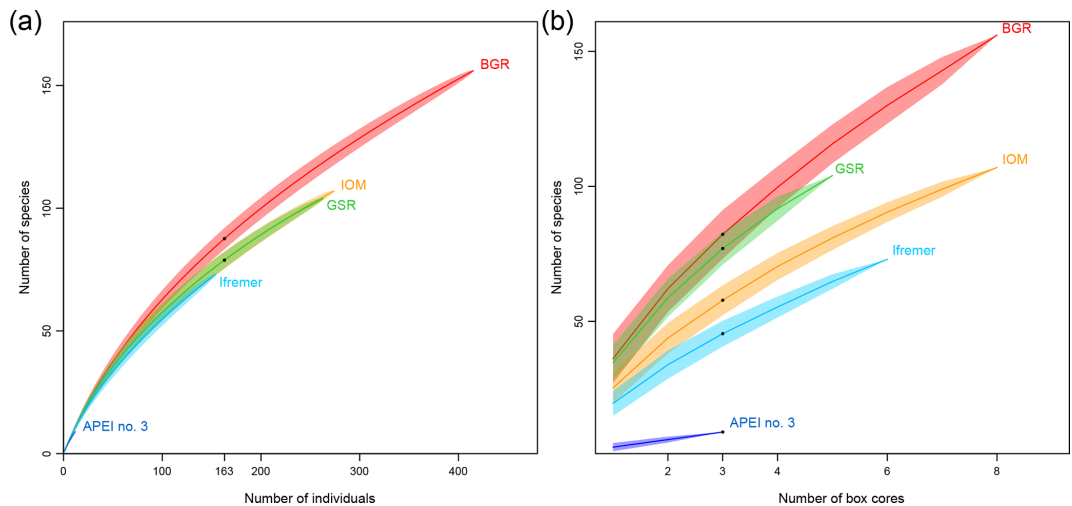 (a)
Number of species
150
100
50
0
BGR
IOM
GSR
Ifremer
APEI no. 3
0 100 163 200 300 400
Number of individuals
(b)
Number of species
150
100
50
BGR
GSR
IOM
Ifremer
APEI no. 3
2 3 4 6 8
Number of box cores